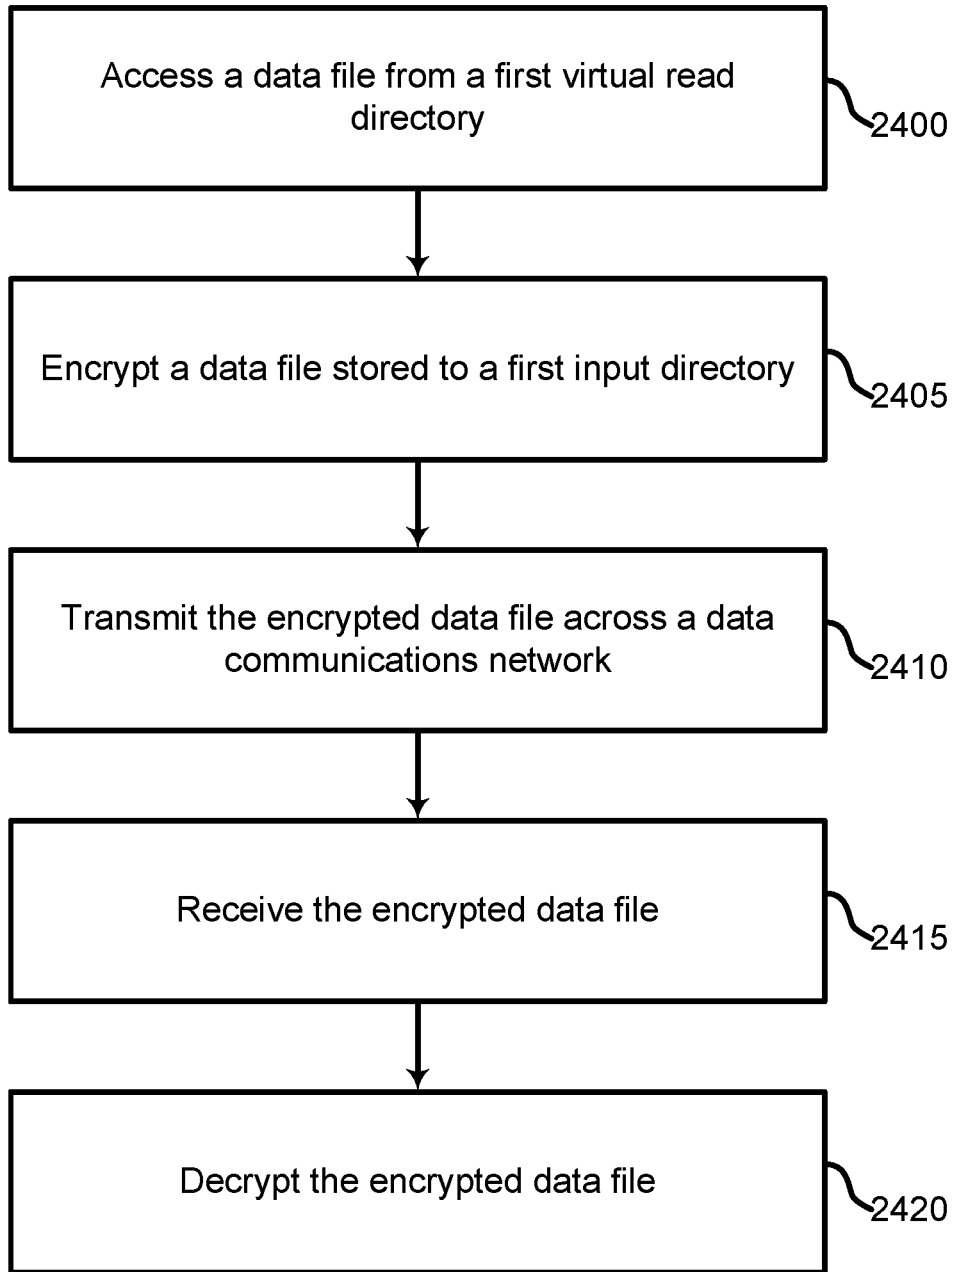 Access a data file from a first virtual read
directory
2400
Encrypt a data file stored to a first input directory
2405
Transmit the encrypted data file across a data
communications network
2410
Receive the encrypted data file
2415
Decrypt the encrypted data file
2420